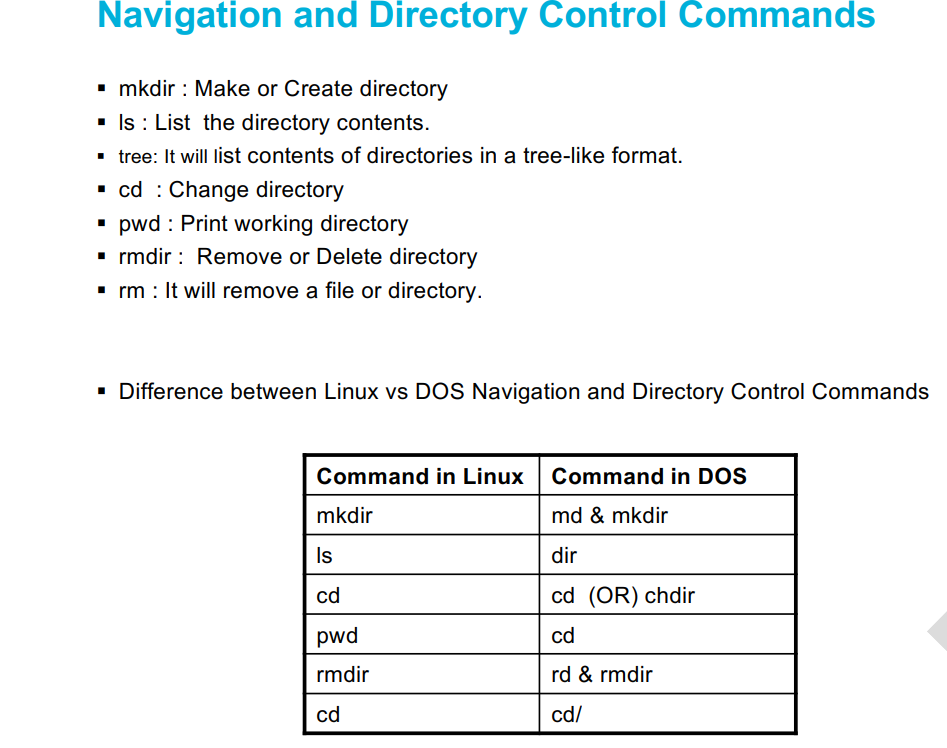 Navigation and Directory Control Commands
▪ mkdir : Make or Create directory
▪ ls : List  the directory contents.
▪ tree: It will list contents of directories in a tree-like format.
▪ cd  : Change directory
▪ pwd : Print working directory
▪ rmdir :  Remove or Delete directory
▪ rm : It will remove a file or directory.
▪ Difference between Linux vs DOS Navigation and Directory Control Commands
Command in Linux Command in DOS
mkdir md & mkdir
ls dir
cd cd  (OR) chdir
pwd cd
rmdir rd & rmdir
cd cd/